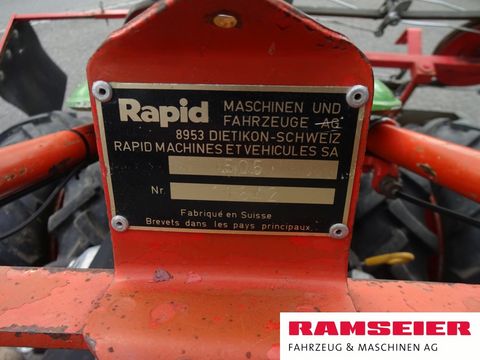 Rapid MASCHINEN UND
FAHRZEUGE AG
8953 DIETIKON-SCHWEIZ
RAPID MACHINES ET VEHICULES SA
505
Nr.
Fabriqué en Suisse
Brevets dans les pays principaux
RAMSEIER
FAHRZEUG & MASCHINEN AG